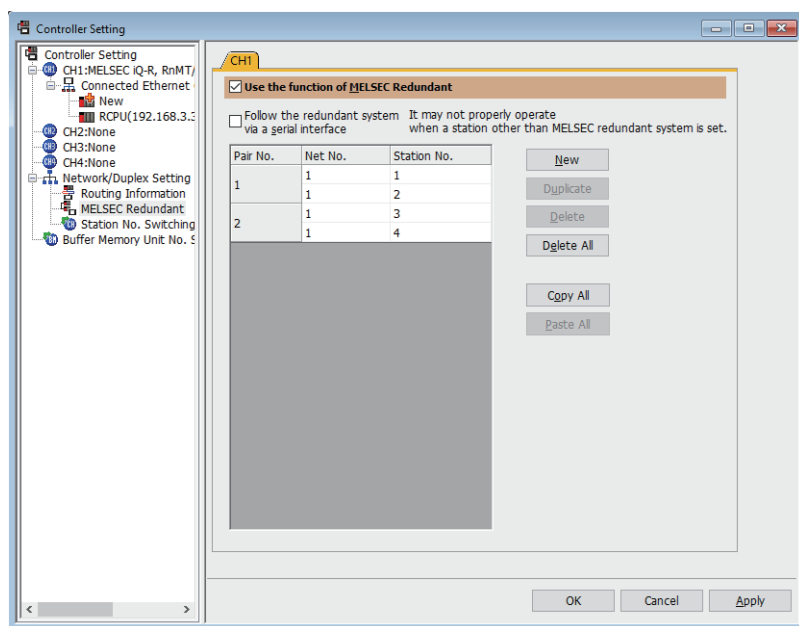 Controller Setting
Controller Setting
CH1:MELSEC iQ-R, RnMT/
Connected Ethernet
New
RCPU(192.168.3.3
CH2:None
CH3:None
CH4:None
Network/Duplex Setting
Routing Information
MELSEC Redundant
Station No. Switching
Buffer Memory Unit No. S
CH1
Use the function of MELSEC Redundant
Follow the redundant system via a serial interface
It may not properly operate
when a station other than MELSEC redundant system is set.
Pair No. Net No. Station No.
1 1 1
1 2
2 1 3
1 4
New
Duplicate
Delete
Delete All
Copy All
Paste All
OK Cancel Apply